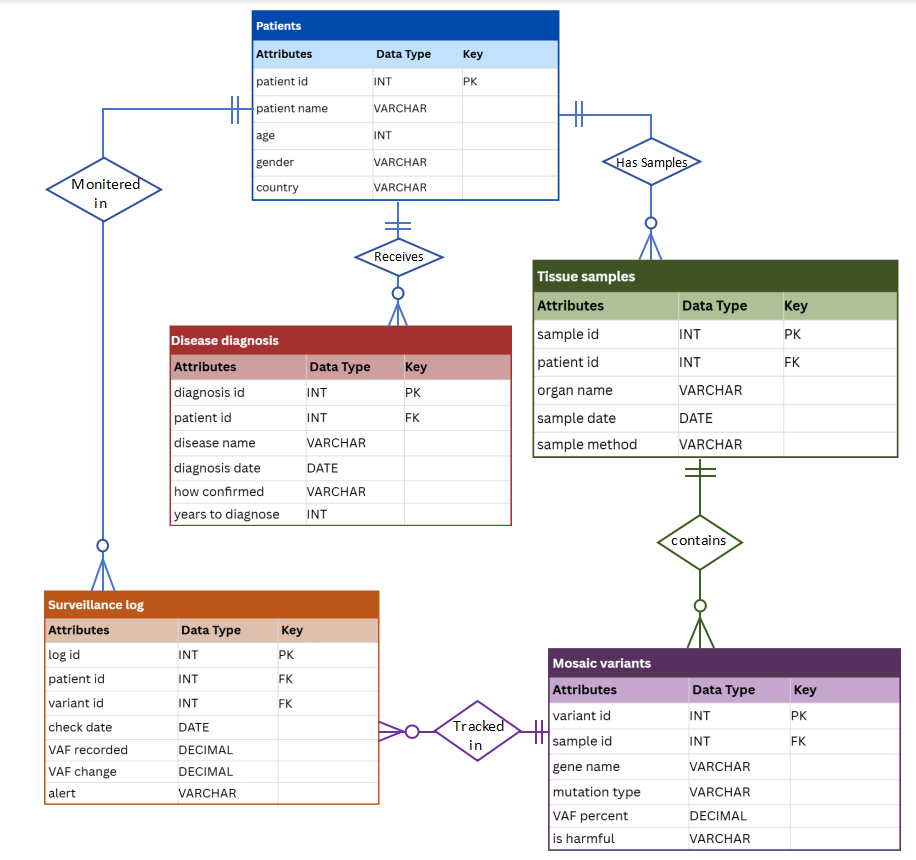 Patients
Attributes Data Type Key
patient id INT PK
patient name VARCHAR
age INT
gender VARCHAR
country VARCHAR
Monitered
in
Has Samples
Receives
Tissue samples
Attributes Data Type Key
sample id INT PK
patient id INT FK
organ name VARCHAR
sample date DATE
sample method VARCHAR
Disease diagnosis
Attributes Data Type Key
diagnosis id INT PK
patient id INT FK
disease name VARCHAR
diagnosis date DATE
how confirmed VARCHAR
years to diagnose INT
contains
Surveillance log
Attributes Data Type Key
log id INT PK
patient id INT FK
variant id INT FK
check date DATE
VAF recorded DECIMAL
VAF change DECIMAL
alert VARCHAR
Tracked
in
Mosaic variants
Attributes Data Type Key
variant id INT PK
sample id INT FK
gene name VARCHAR
mutation type VARCHAR
VAF percent DECIMAL
is harmful VARCHAR